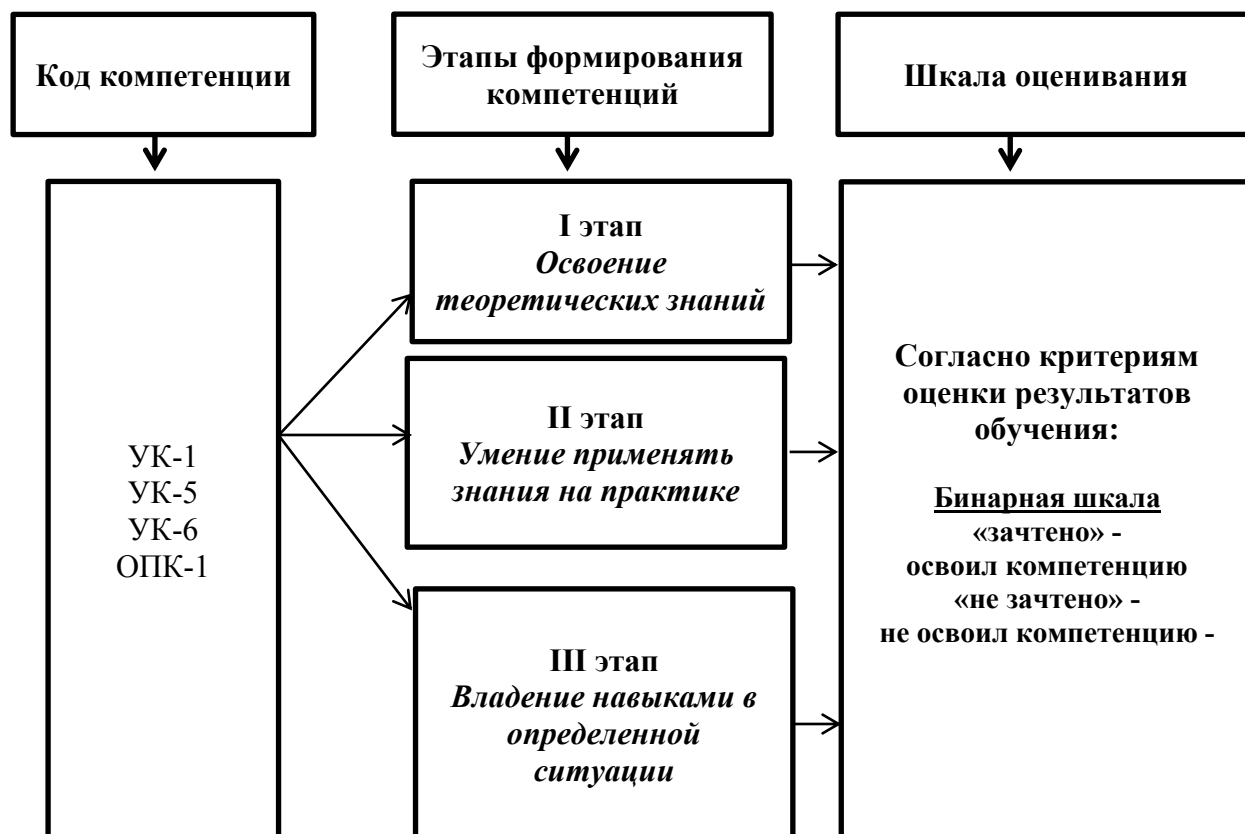 Код компетенции
Этапы формирования
компетенций
Шкала оценивания
УК-1
УК-5
УК-6
ОПК-1
I этап
Освоение
теоретических знаний
II этап
Умение применять
знания на практике
III этап
Владение навыками в
определенной
ситуации
Согласно критериям
оценки результатов
обучения:
Бинарная шкала
«зачтено» -
освоил компетенцию
«не зачтено» -
не освоил компетенцию -